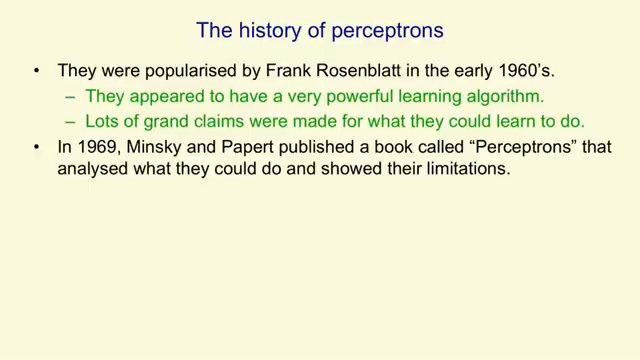 The history of perceptrons
• They were popularised by Frank Rosenblatt in the early 1960’s.
– They appeared to have a very powerful learning algorithm.
– Lots of grand claims were made for what they could learn to do.
• In 1969, Minsky and Papert published a book called “Perceptrons” that
analysed what they could do and showed their limitations.